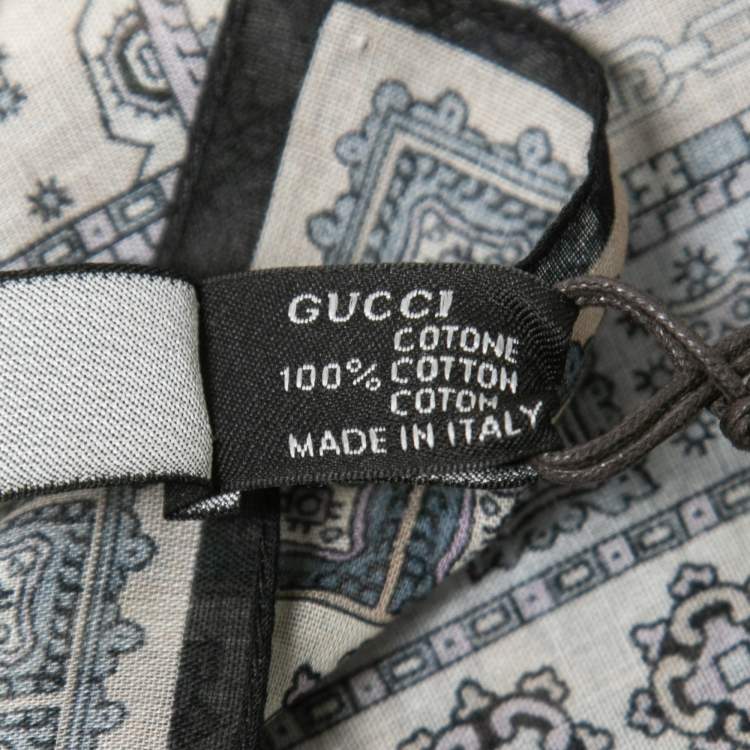 GUCCI
COTONE
100% COTTON
COTON
MADE IN ITALY